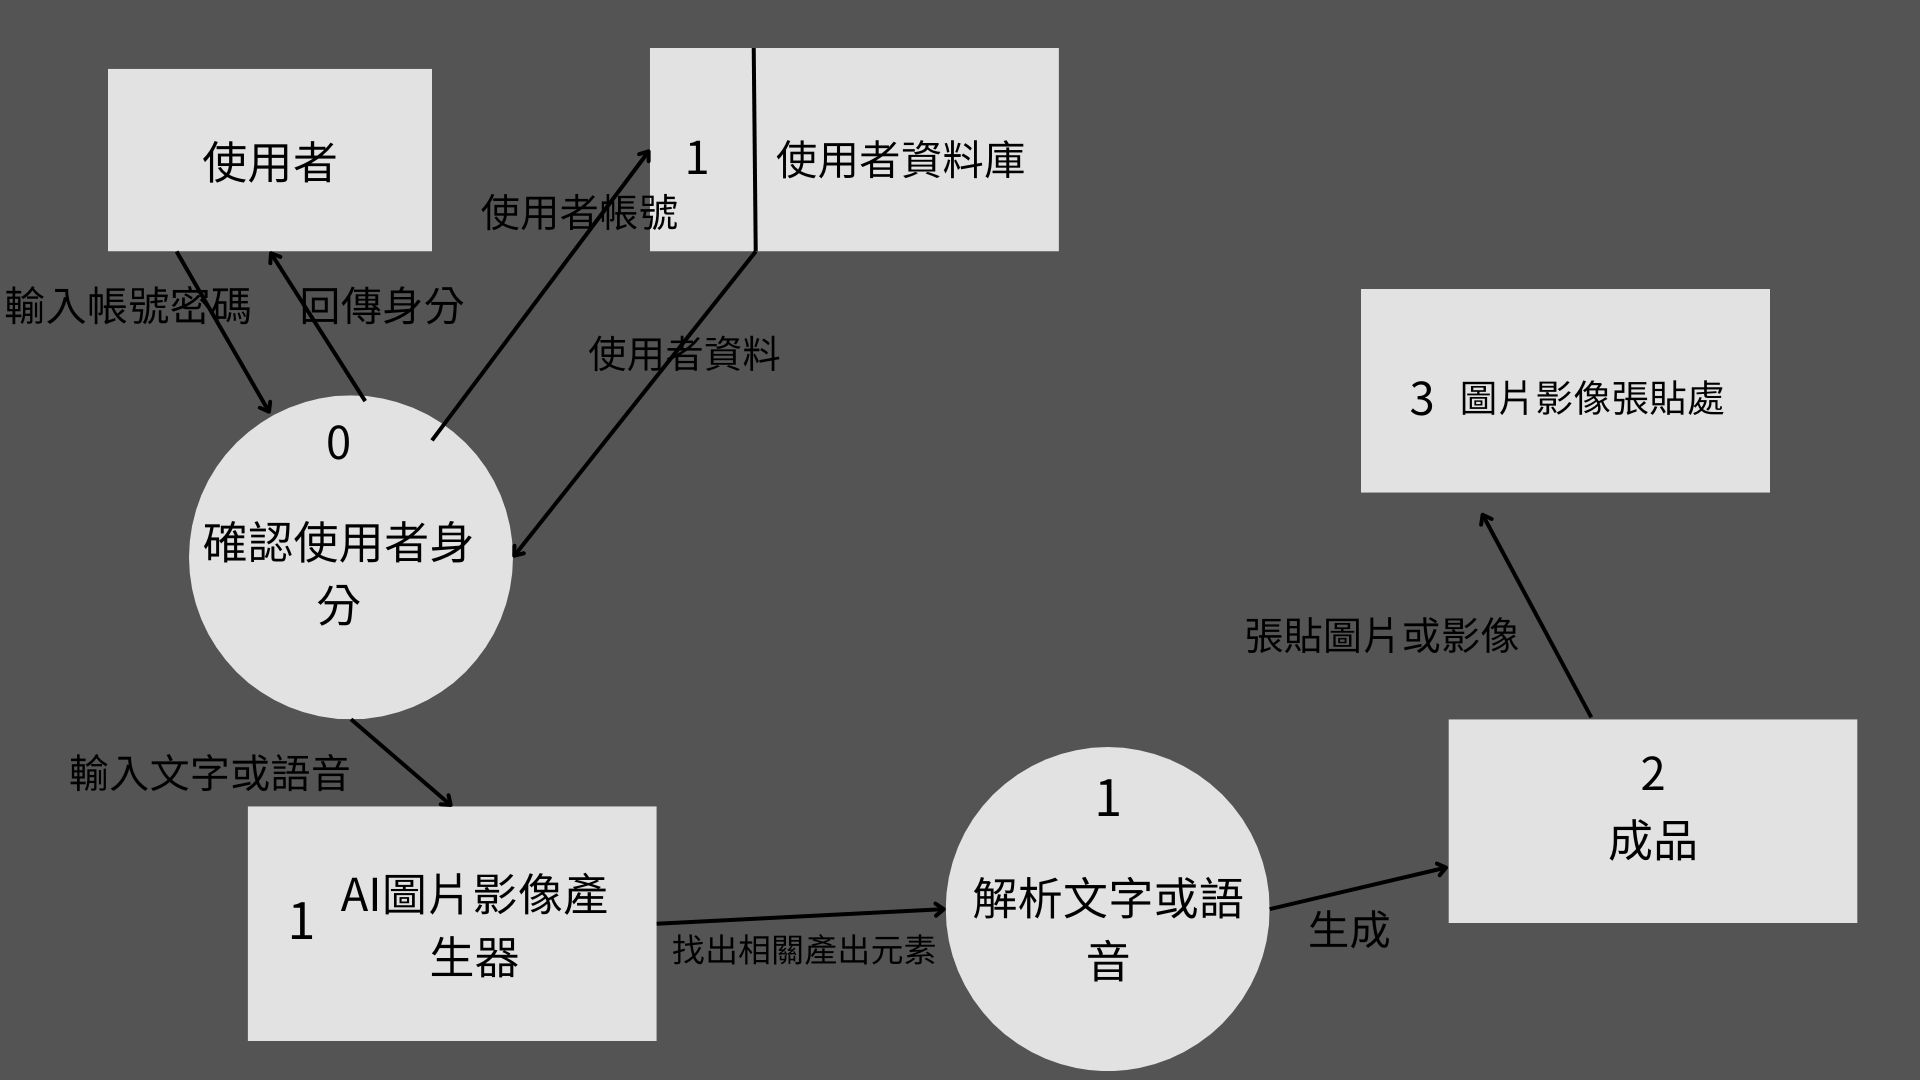 使用者
1
使用者資料庫
使用者帳號
輸入帳號密碼
回傳身分
使用者資料
0
確認使用者身
分
3
圖片影像張貼處
張貼圖片或影像
輸入文字或語音
1
AI圖片影像產
生器
找出相關產出元素
1
解析文字或語
音
生成
2
成品